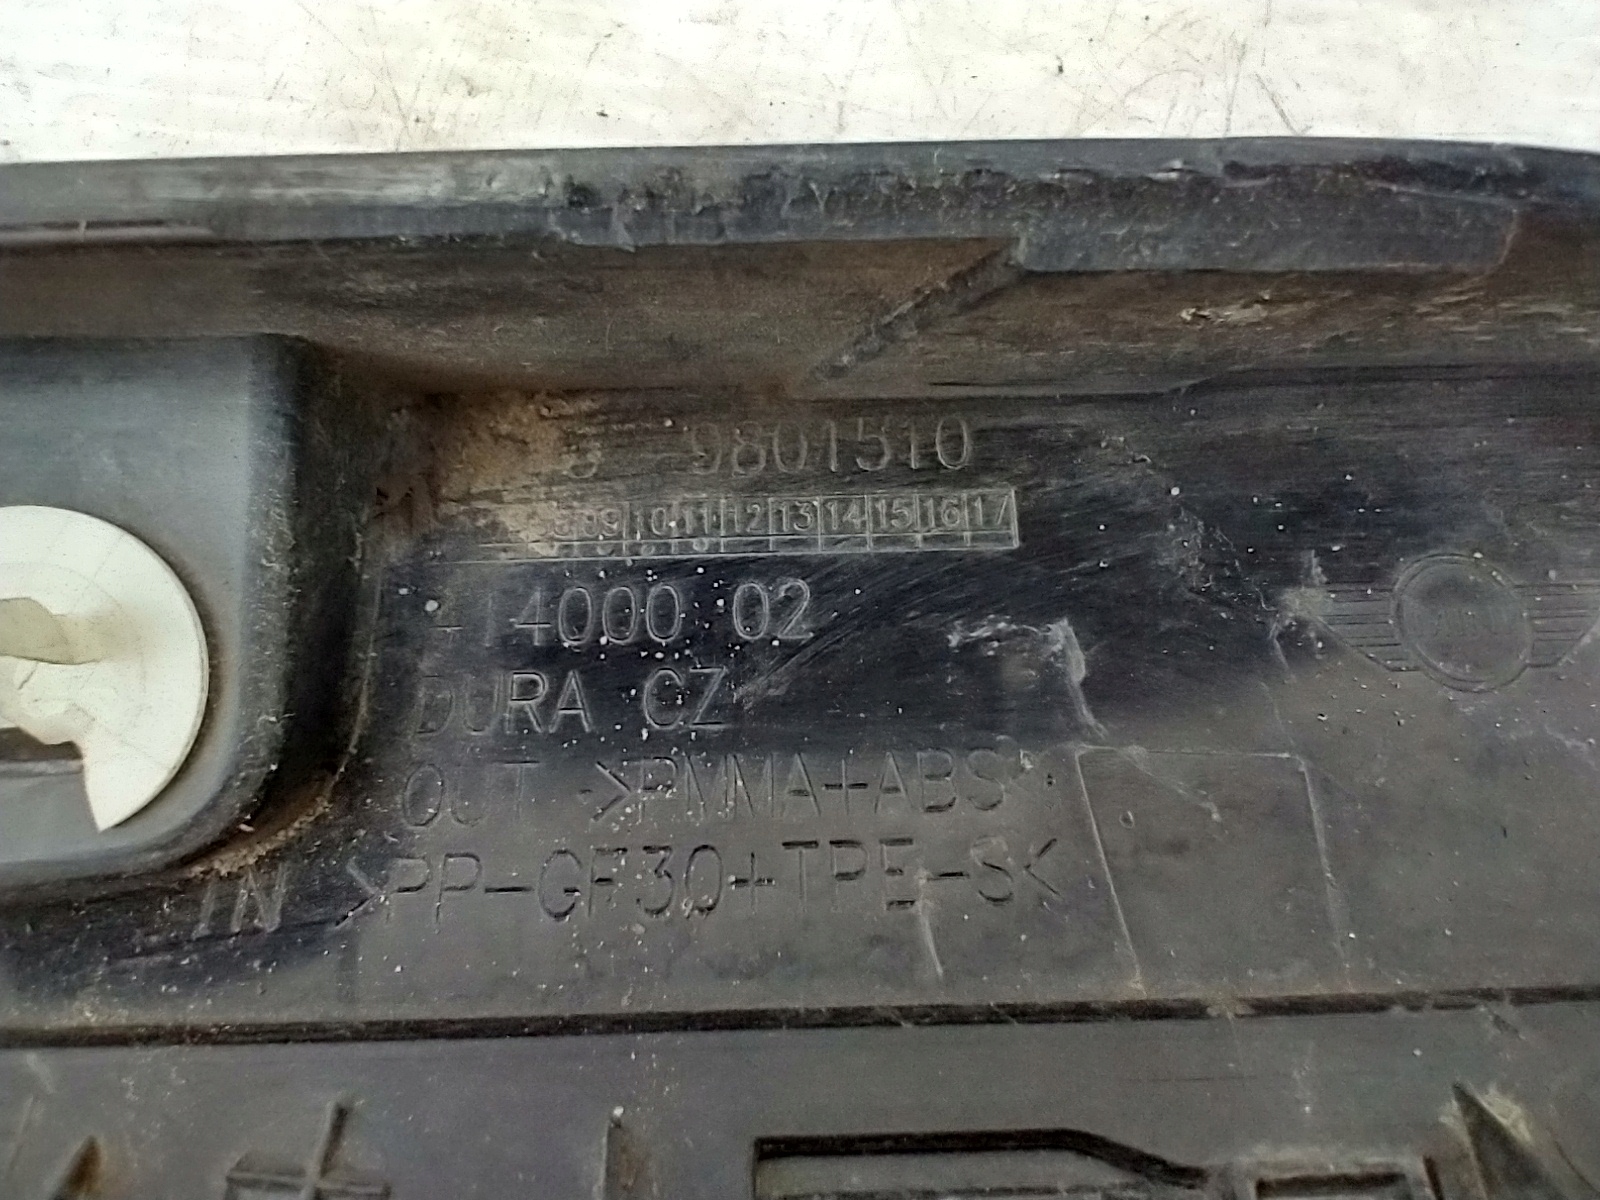 9801510
09 10 11 12 13 14 15 16 17
14000 02
DURA CZ
OUT >PMMA+ABS<
IN >PP-GF30+TPE-S<